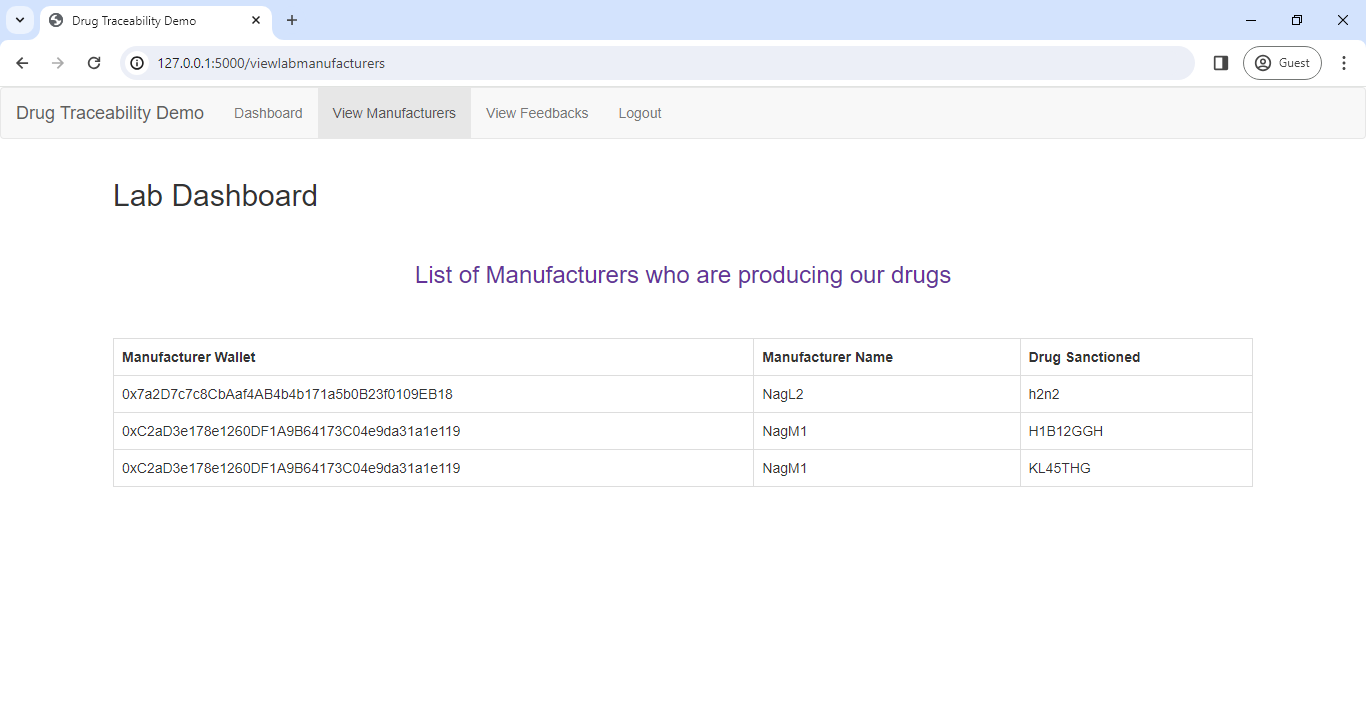 Drug Traceability Demo
127.0.0.1:5000/viewlabmanufacturers
Guest
Drug Traceability Demo Dashboard View Manufacturers View Feedbacks Logout
Lab Dashboard
List of Manufacturers who are producing our drugs
Manufacturer Wallet Manufacturer Name Drug Sanctioned
0x7a2D7c7c8CbAaf4AB4b4b171a5b0B23f0109EB18 NagL2 h2n2
0xC2aD3e178e1260DF1A9B64173C04e9da31a1e119 NagM1 H1B12GGH
0xC2aD3e178e1260DF1A9B64173C04e9da31a1e119 NagM1 KL45THG